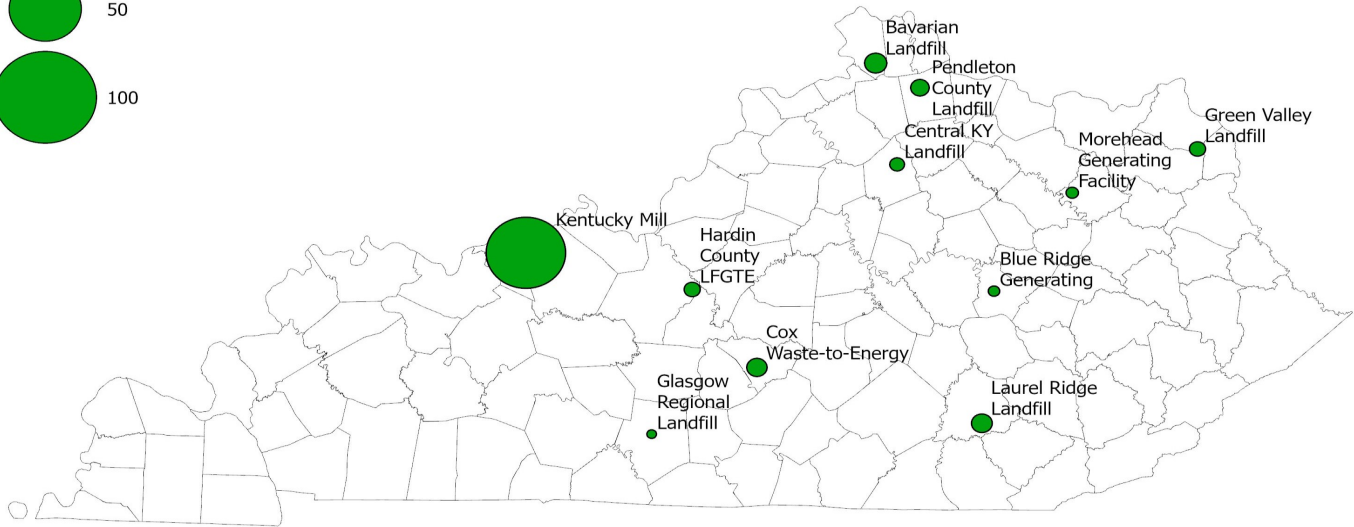 50
100
Bavarian
Landfill
Pendleton
County
Landfill
Central KY
Landfill
Green Valley
Landfill
Morehead
Generating
Facility
Kentucky Mill
Hardin
County
LFGTE
Blue Ridge
Generating
Cox
Waste-to-Energy
Glasgow
Regional
Landfill
Laurel Ridge
Landfill